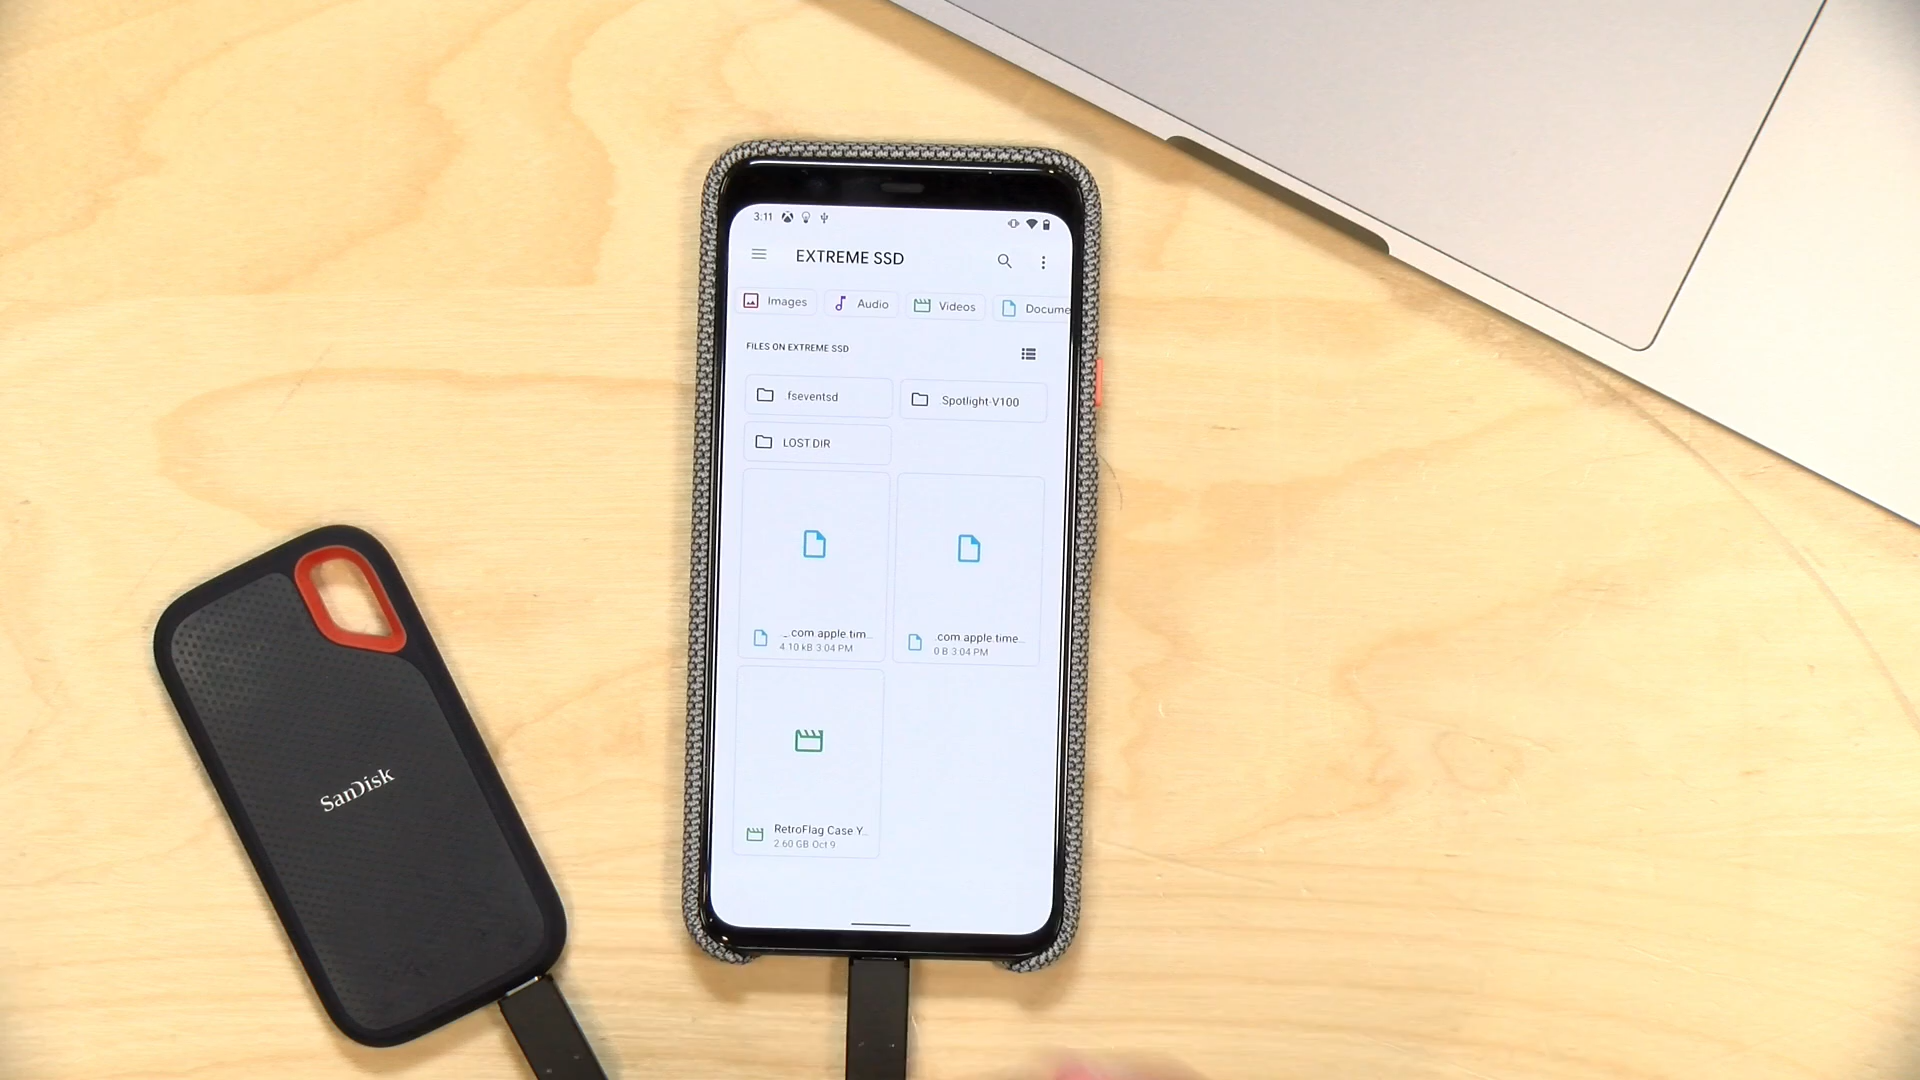 3:11
EXTREME SSD
Images Audio Videos Docume
FILES ON EXTREME SSD
.fseventsd .Spotlight-V100
LOST.DIR
._.com.apple.tim... .com.apple.time...
4.10 kB 3:04 PM 0 B 3:04 PM
RetroFlag Case Y...
2.60 GB Oct 9
SanDisk